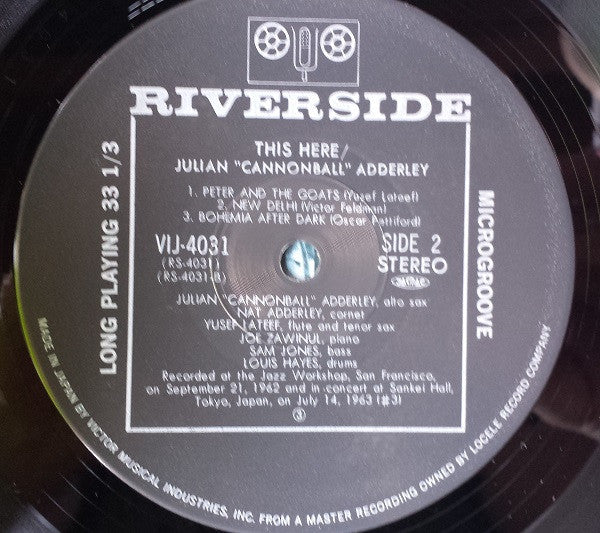 RIVERSIDE
THIS HERE
JULIAN "CANNONBALL" ADDERLEY
1. PETER AND THE GOATS (Yusef Lateef)
2. NEW DELHI (Victor Feldman)
3. BOHEMIA AFTER DARK (Oscar Pettiford)
VIJ-4031
SIDE 2
(RS-4031)
STEREO
(RS-4031-B)
JULIAN "CANNONBALL" ADDERLEY, alto sax
NAT ADDERLEY, cornet
YUSEF LATEEF, flute and tenor sax
JOE ZAWINUL, piano
SAM JONES, bass
LOUIS HAYES, drums
Recorded at the Jazz Workshop, San Francisco,
on September 21, 1962 and in concert at Sankei Hall,
Tokyo, Japan, on July 14, 1963 (#3)
3
LONG PLAYING 33 1/3
MICROGROOVE
MADE IN JAPAN BY VICTOR MUSICAL INDUSTRIES, INC. FROM A MASTER RECORDING OWNED BY LOCELE RECORD COMPANY